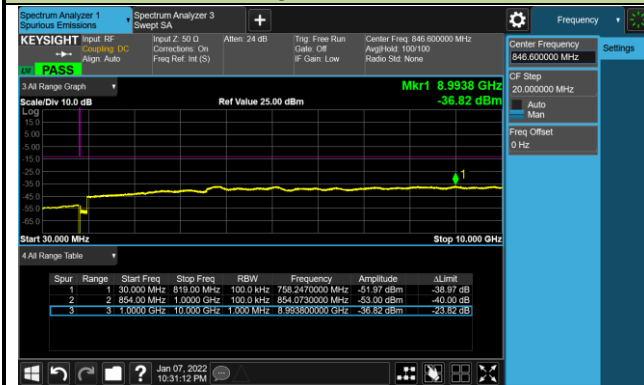 Spectrum Analyzer 1
Spurious Emissions
Spectrum Analyzer 3
Swept SA
Frequency
KEYSIGHT
Input: RF
Coupling: DC
Align: Auto
Input Z: 50 Ω
Corrections: On
Freq Ref: Int (S)
Atten: 24 dB
Trig: Free Run
Gate: Off
IF Gain: Low
Center Freq: 846.600000 MHz
Avg|Hold: 100/100
Radio Std: None
PASS
Center Frequency
846.600000 MHz
Settings
CF Step
20.000000 MHz
Auto
Man
Freq Offset
0 Hz
3 All Range Graph
Mkr1 8.9938 GHz
Scale/Div 10.0 dB
Ref Value 25.00 dBm
-36.82 dBm
Log
15.0
5.00
-5.00
-15.0
-25.0
-35.0
-45.0
-55.0
-65.0
1
Start 30.000 MHz
Stop 10.000 GHz
4 All Range Table
Spur Range Start Freq Stop Freq RBW Frequency Amplitude ΔLimit
1 1 30.000 MHz 819.00 MHz 100.0 kHz 758.2470000 MHz -51.97 dBm -38.97 dB
2 2 854.00 MHz 1.0000 GHz 100.0 kHz 854.0730000 MHz -53.00 dBm -40.00 dB
3 3 1.0000 GHz 10.000 GHz 1.000 MHz 8.993800000 GHz -36.82 dBm -23.82 dB
Jan 07, 2022
10:31:12 PM